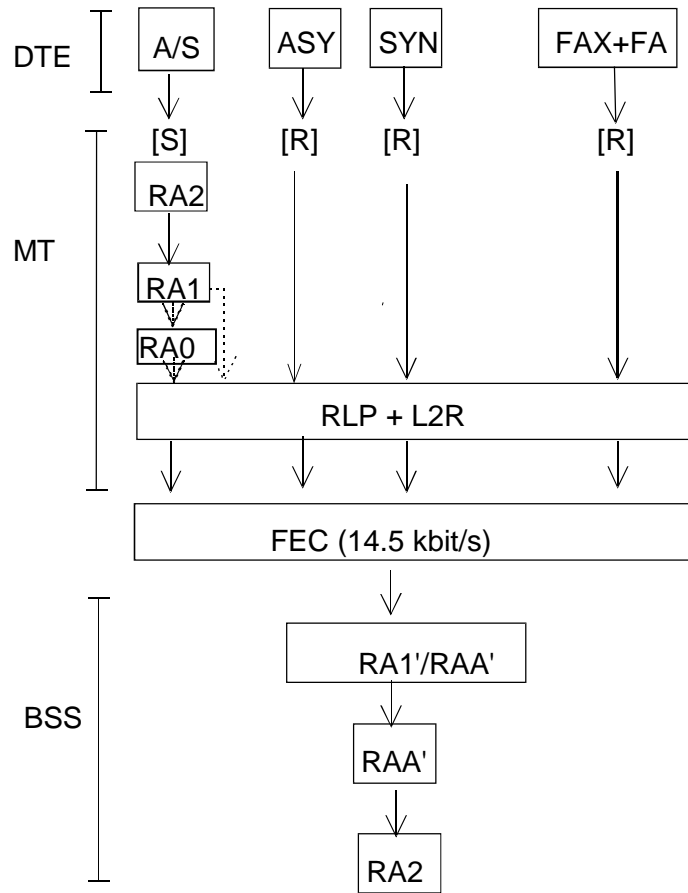 DTE A/S ASY SYN FAX+FA
[S] [R] [R] [R]
RA2
MT
RA1
RA0
RLP + L2R
FEC (14.5 kbit/s)
RA1'/RAA'
BSS
RAA'
RA2